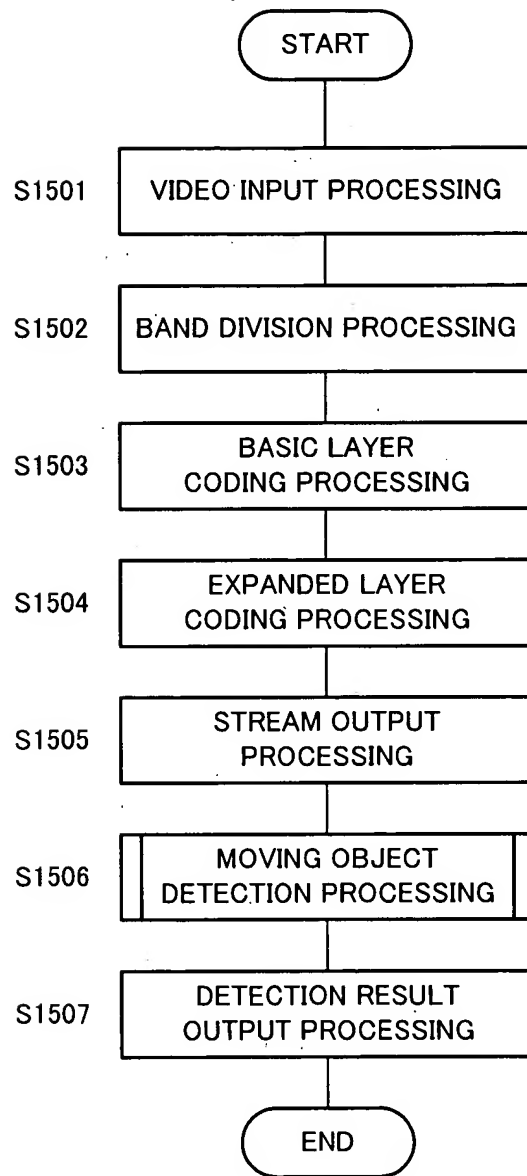 START
S1501 VIDEO INPUT PROCESSING
S1502 BAND DIVISION PROCESSING
S1503 BASIC LAYER
CODING PROCESSING
S1504 EXPANDED LAYER
CODING PROCESSING
S1505 STREAM OUTPUT
PROCESSING
S1506 MOVING OBJECT
DETECTION PROCESSING
S1507 DETECTION RESULT
OUTPUT PROCESSING
END